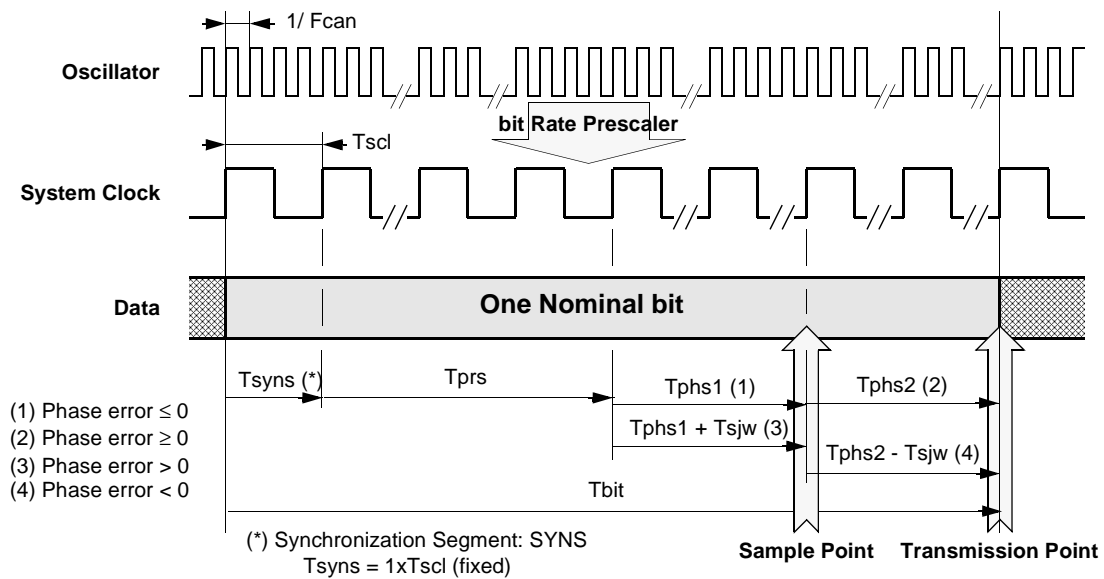 1/ Fcan
Oscillator
bit Rate Prescaler
Tscl
System Clock
Data
One Nominal bit
Tsyns (*)
Tprs
Tphs1 (1)
Tphs2 (2)
(1) Phase error ≤ 0
(2) Phase error ≥ 0
(3) Phase error > 0
(4) Phase error < 0
Tphs1 + Tsjw (3)
Tphs2 - Tsjw (4)
Tbit
(*) Synchronization Segment: SYNS
Tsyns = 1xTscl (fixed)
Sample Point
Transmission Point